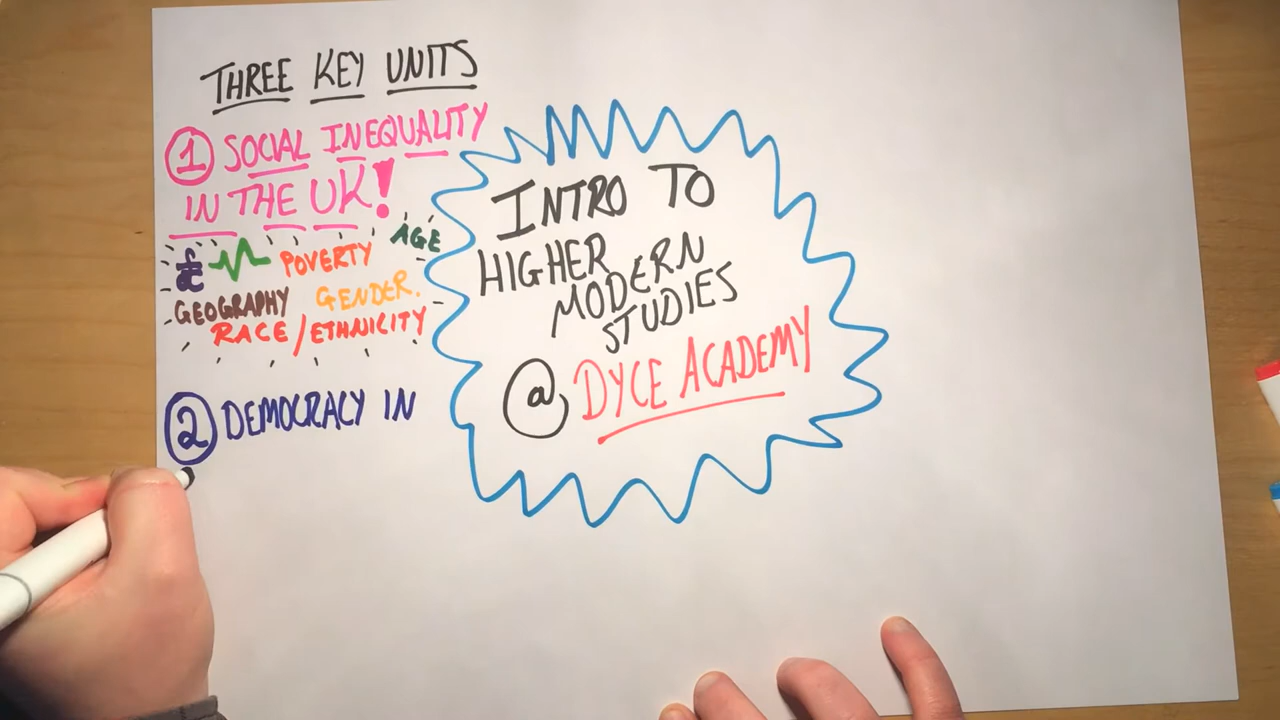 THREE KEY UNITS
1 SOCIAL INEQUALITY
IN THE UK!
£ POVERTY AGE
GEOGRAPHY GENDER.
RACE/ETHNICITY
2 DEMOCRACY IN
INTRO TO
HIGHER
MODERN
STUDIES
@ DYCE ACADEMY